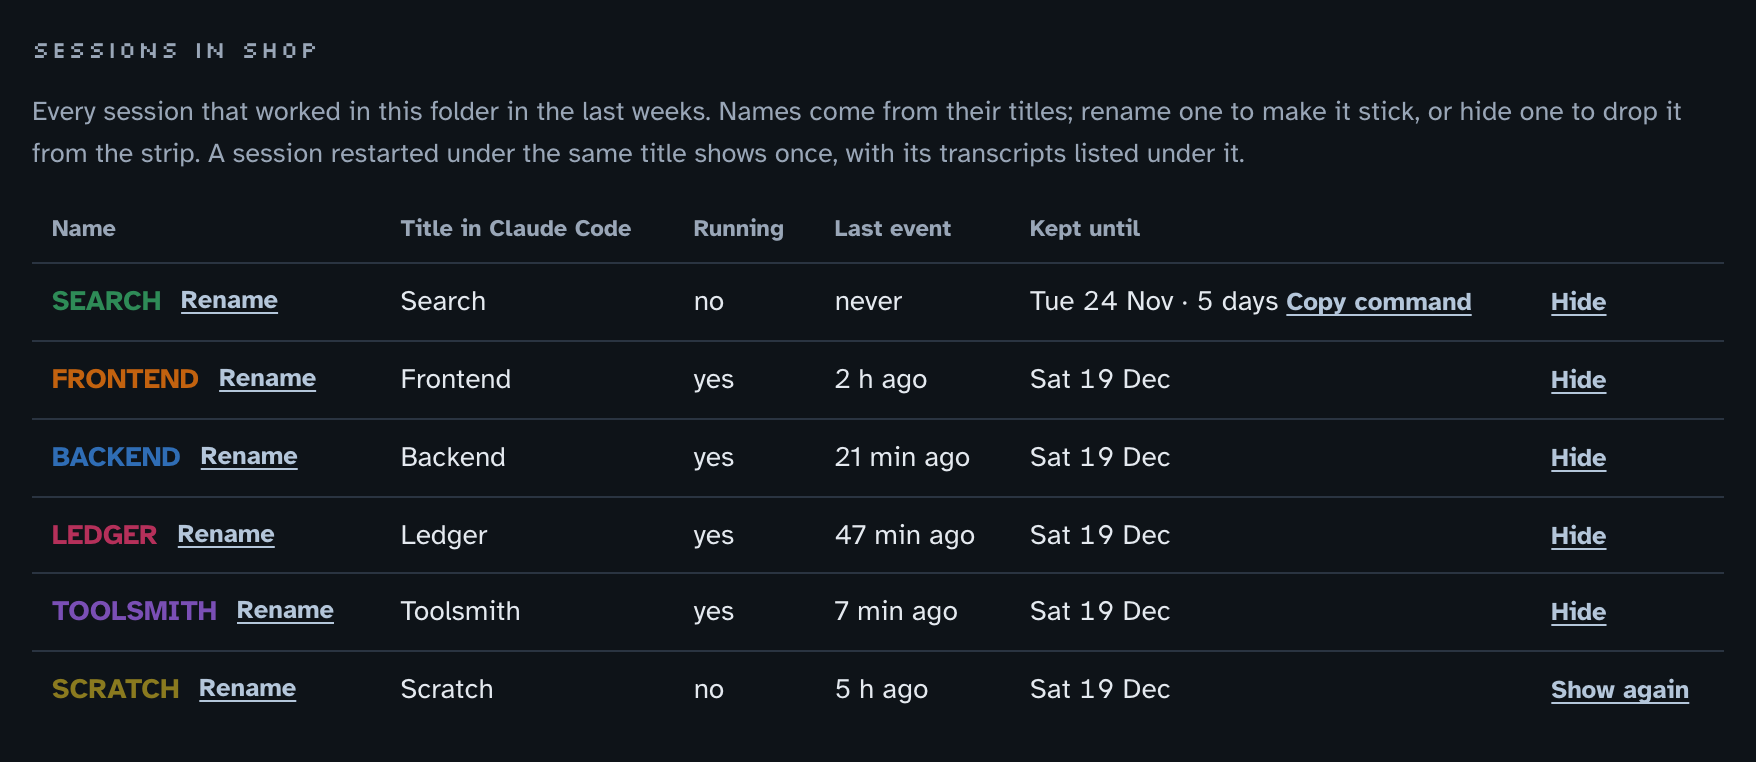 SESSIONS IN SHOP
Every session that worked in this folder in the last weeks. Names come from their titles; rename one to make it stick, or hide one to drop it
from the strip. A session restarted under the same title shows once, with its transcripts listed under it.
Name Title in Claude Code Running Last event Kept until
SEARCH Rename Search no never Tue 24 Nov · 5 days Copy command Hide
FRONTEND Rename Frontend yes 2 h ago Sat 19 Dec Hide
BACKEND Rename Backend yes 21 min ago Sat 19 Dec Hide
LEDGER Rename Ledger yes 47 min ago Sat 19 Dec Hide
TOOLSMITH Rename Toolsmith yes 7 min ago Sat 19 Dec Hide
SCRATCH Rename Scratch no 5 h ago Sat 19 Dec Show again